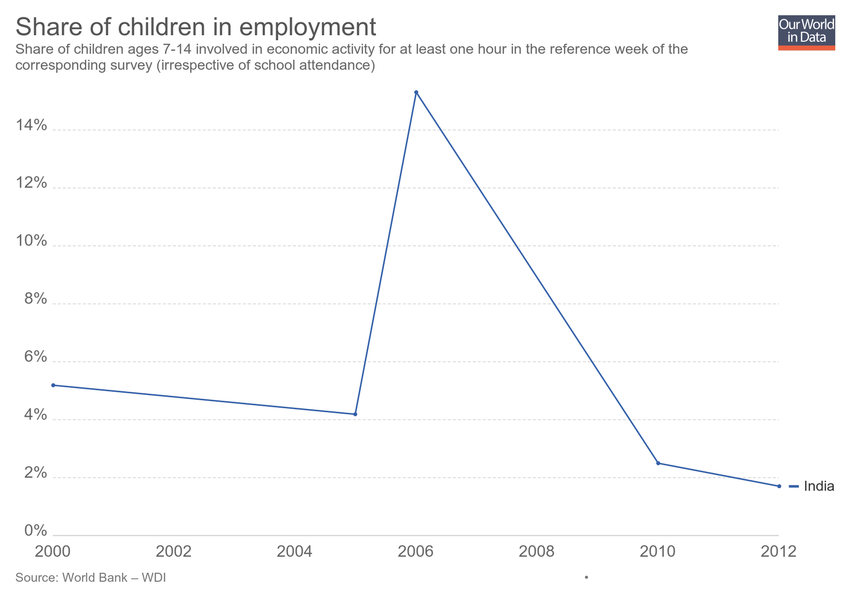 Share of children in employment
Our World
in Data
Share of children ages 7-14 involved in economic activity for at least one hour in the reference week of the
corresponding survey (irrespective of school attendance)
14%
12%
10%
8%
6%
4%
2%
India
0%
2000 2002 2004 2006 2008 2010 2012
Source: World Bank – WDI